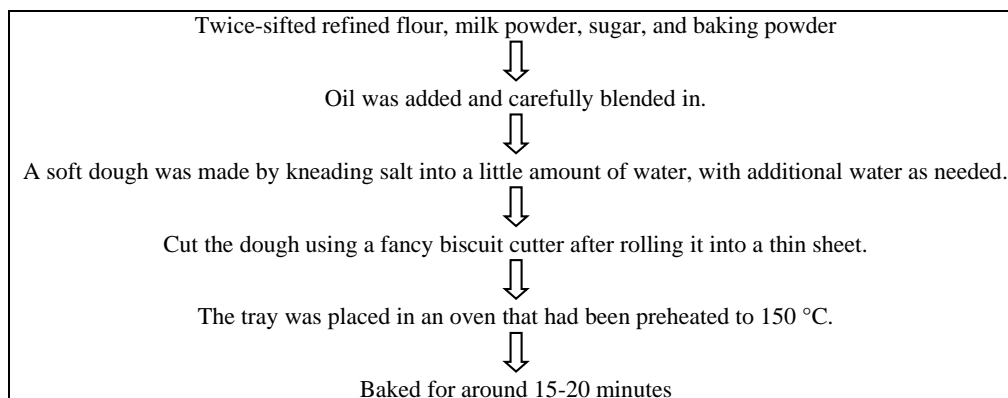 Twice-sifted refined flour, milk powder, sugar, and baking powder
Oil was added and carefully blended in.
A soft dough was made by kneading salt into a little amount of water, with additional water as needed.
Cut the dough using a fancy biscuit cutter after rolling it into a thin sheet.
The tray was placed in an oven that had been preheated to 150 °C.
Baked for around 15-20 minutes